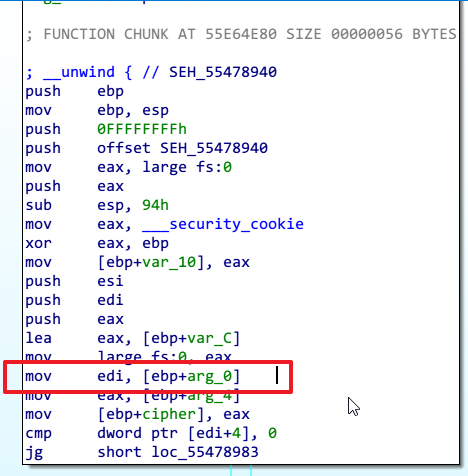 ; FUNCTION CHUNK AT 55E64E80 SIZE 00000056 BYTES
; __unwind { // SEH_55478940
push ebp
mov ebp, esp
push 0FFFFFFFFh
push offset SEH_55478940
mov eax, large fs:0
push eax
sub esp, 94h
mov eax, ___security_cookie
xor eax, ebp
mov [ebp+var_10], eax
push esi
push edi
push eax
lea eax, [ebp+var_C]
mov large fs:0, eax
mov edi, [ebp+arg_0]
mov eax, [ebp+arg_4]
mov [ebp+cipher], eax
cmp dword ptr [edi+4], 0
jg short loc_55478983